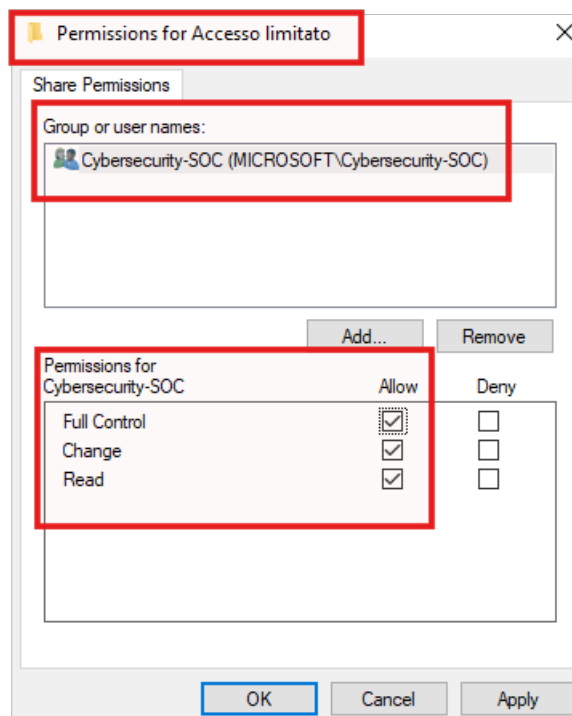 Permissions for Accesso limitato
Share Permissions
Group or user names:
Cybersecurity-SOC (MICROSOFT\Cybersecurity-SOC)
Add... Remove
Permissions for
Cybersecurity-SOC Allow Deny
Full Control
Change
Read
OK Cancel Apply